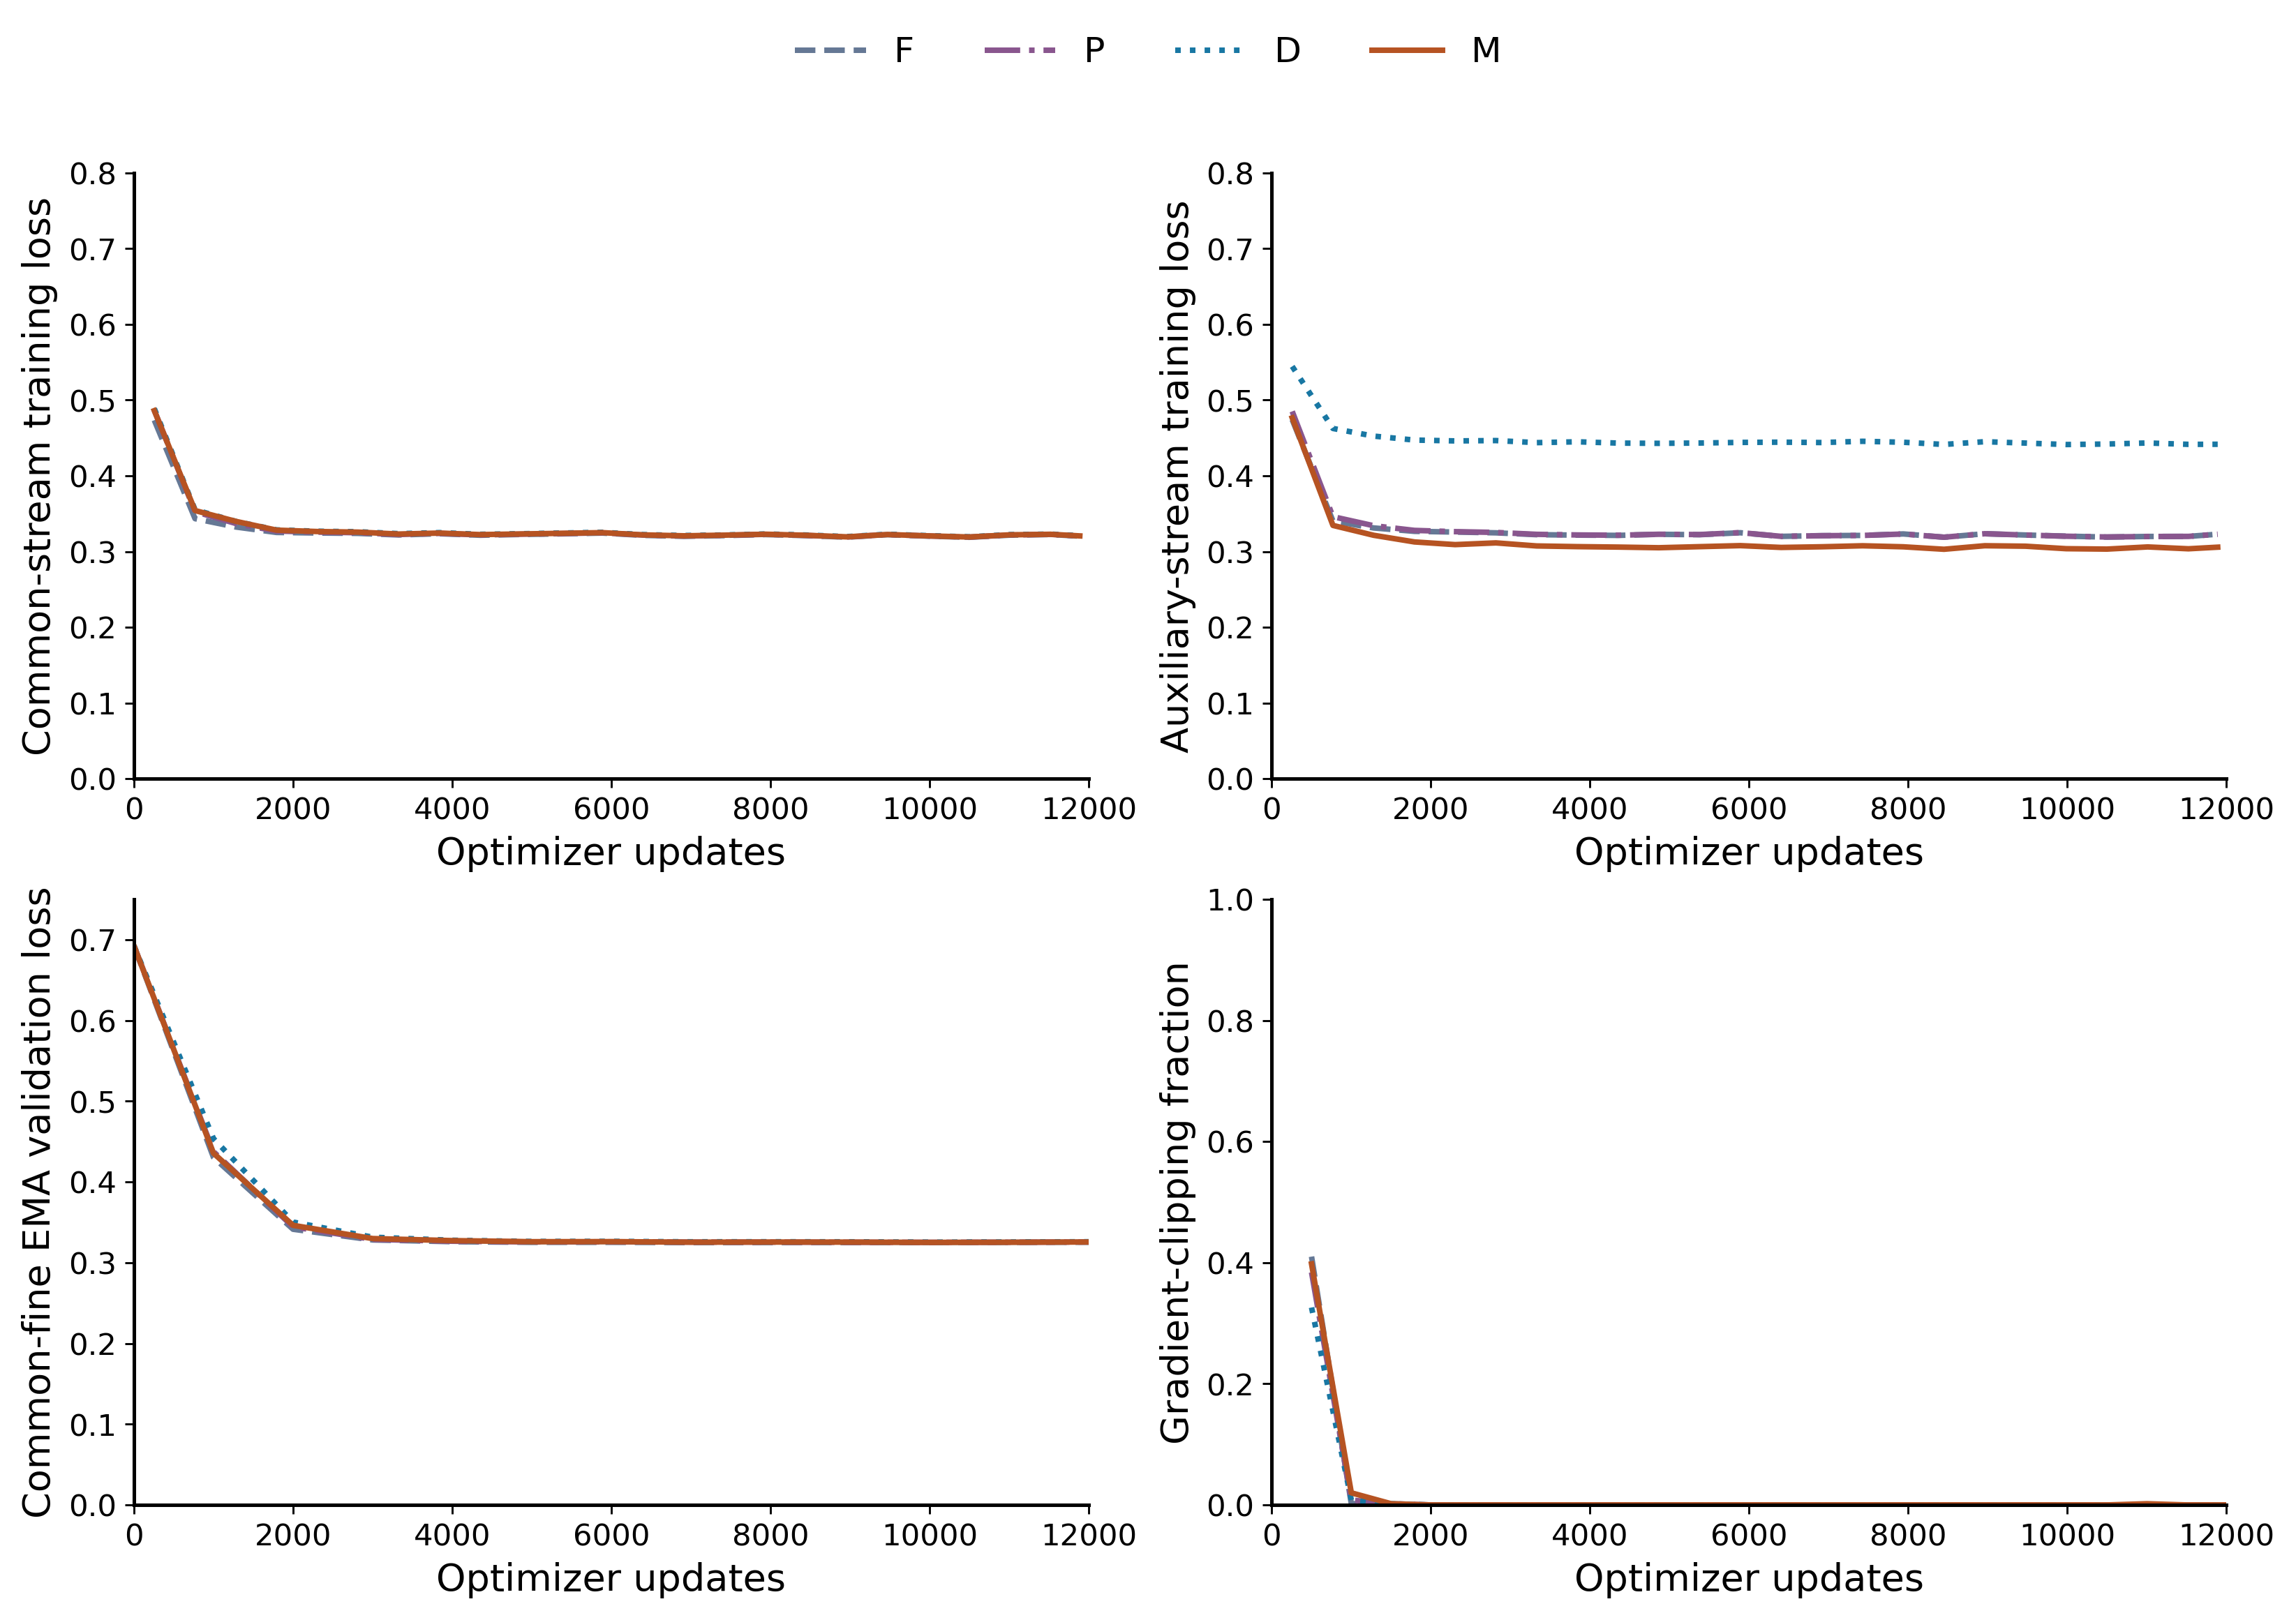 F P D M
Common-stream training loss
0.8
0.7
0.6
0.5
0.4
0.3
0.2
0.1
0.0
0 2000 4000 6000 8000 10000 12000
Optimizer updates
Auxiliary-stream training loss
0.8
0.7
0.6
0.5
0.4
0.3
0.2
0.1
0.0
0 2000 4000 6000 8000 10000 12000
Optimizer updates
Common-fine EMA validation loss
0.7
0.6
0.5
0.4
0.3
0.2
0.1
0.0
0 2000 4000 6000 8000 10000 12000
Optimizer updates
Gradient-clipping fraction
1.0
0.8
0.6
0.4
0.2
0.0
0 2000 4000 6000 8000 10000 12000
Optimizer updates